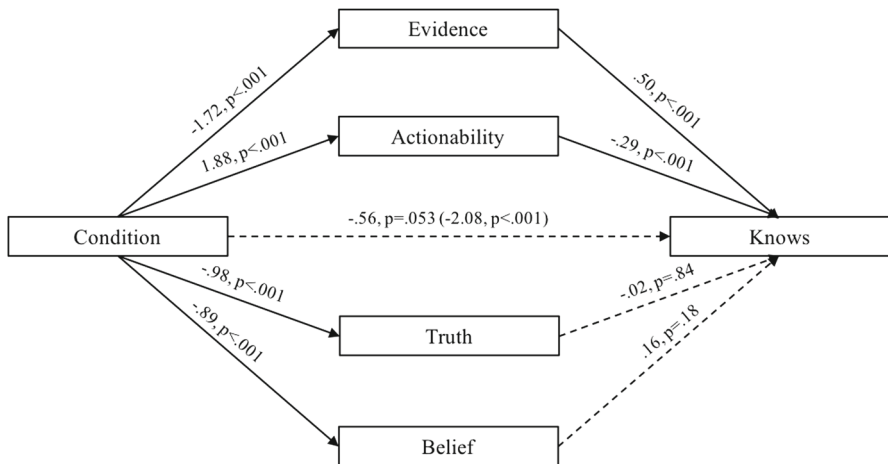 Evidence
-1.72, p<.001
.50, p<.001
Actionability
1.88, p<.001
-.29, p<.001
Condition
-.56, p=.053 (-2.08, p<.001)
Knows
-.98, p<.001
-.02, p=.84
Truth
-.89, p<.001
.16, p=.18
Belief